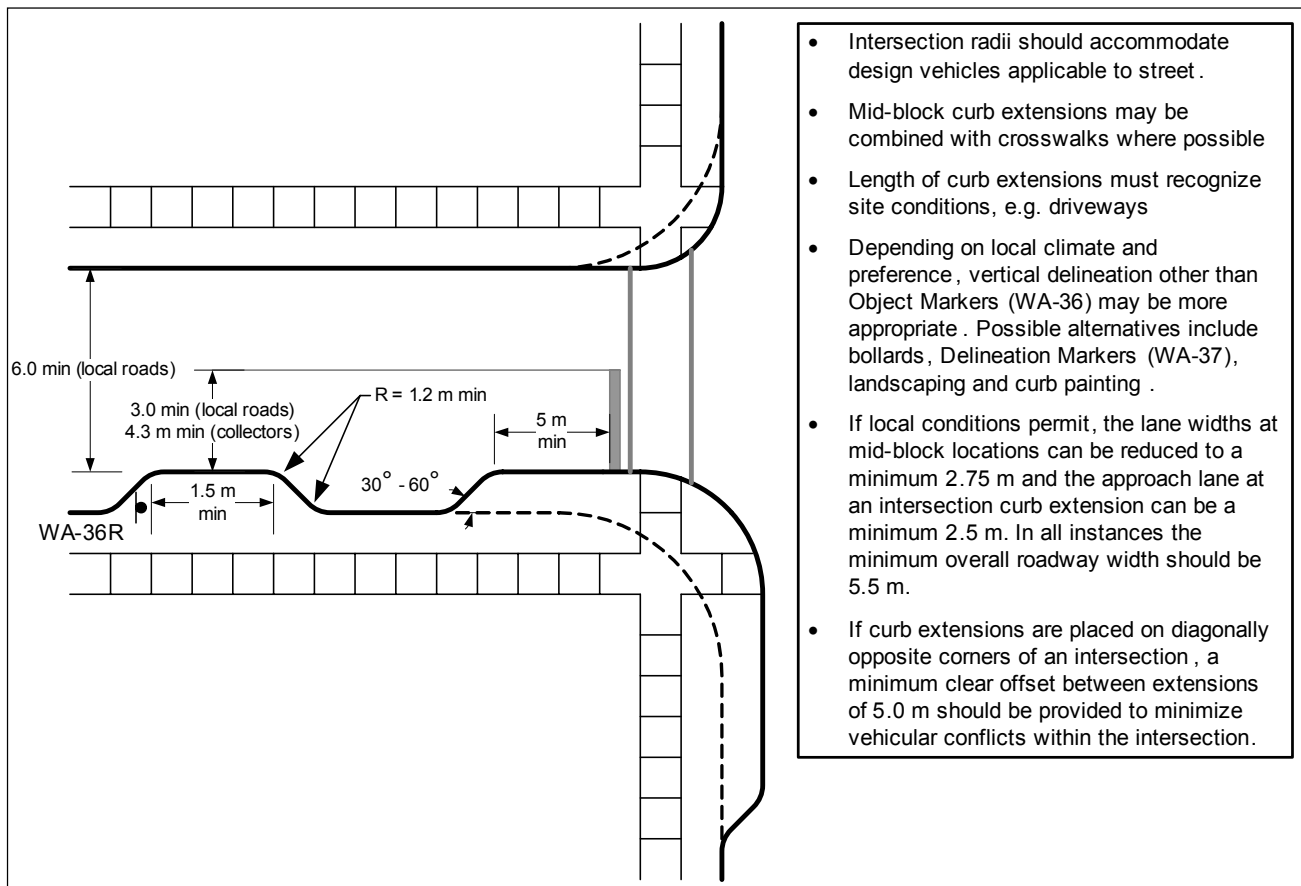 6.0 min (local roads)
3.0 min (local roads)
4.3 m min (collectors)
R = 1.2 m min
5 m
min
1.5 m
min
30° - 60°
WA-36R
• Intersection radii should accommodate
design vehicles applicable to street .
• Mid-block curb extensions may be
combined with crosswalks where possible
• Length of curb extensions must recognize
site conditions, e.g. driveways
• Depending on local climate and
preference , vertical delineation other than
Object Markers (WA-36) may be more
appropriate . Possible alternatives include
bollards , Delineation Markers (WA-37),
landscaping and curb painting .
• If local conditions permit, the lane widths at
mid-block locations can be reduced to a
minimum 2.75 m and the approach lane at
an intersection curb extension can be a
minimum 2.5 m. In all instances the
minimum overall roadway width should be
5.5 m.
• If curb extensions are placed on diagonally
opposite corners of an intersection , a
minimum clear offset between extensions
of 5.0 m should be provided to minimize
vehicular conflicts within the intersection.